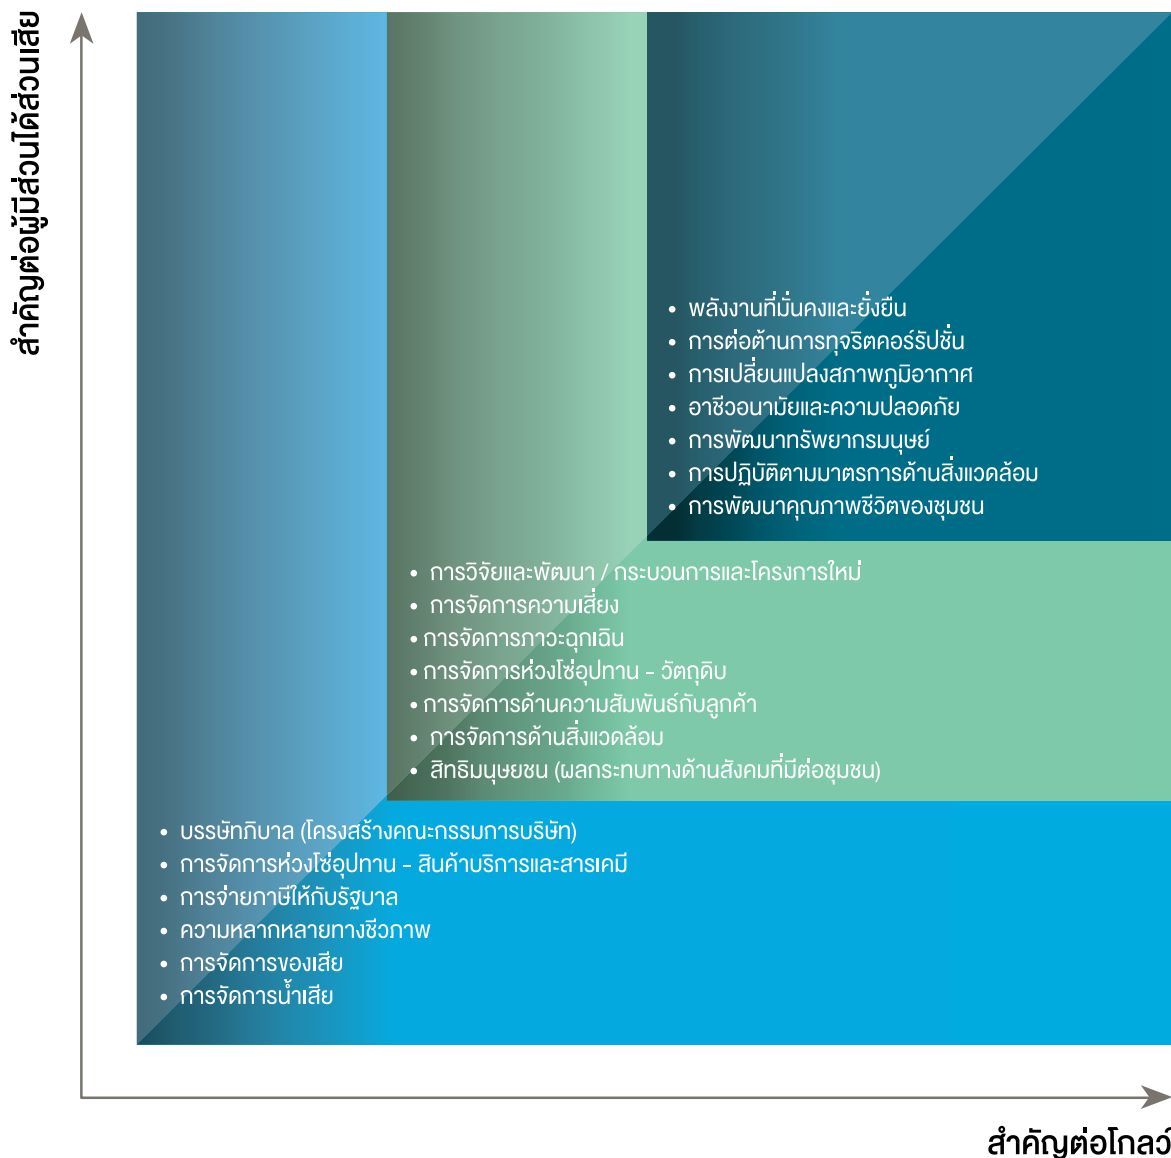 สำคัญต่อผู้มีส่วนได้ส่วนเสีย
• พลังงานที่มั่นคงและยั่งยืน
• การต่อต้านการทุจริตคอร์รัปชั่น
• การเปลี่ยนแปลงสภาพภูมิอากาศ
• อาชีวอนามัยและความปลอดภัย
• การพัฒนาทรัพยากรมนุษย์
• การปฏิบัติตามมาตรการด้านสิ่งแวดล้อม
• การพัฒนาคุณภาพชีวิตของชุมชน
• การวิจัยและพัฒนา / กระบวนการและโครงการใหม่
• การจัดการความเสี่ยง
• การจัดการภาวะฉุกเฉิน
• การจัดการห่วงโซ่อุปทาน - วัตถุดิบ
• การจัดการด้านความสัมพันธ์กับลูกค้า
• การจัดการด้านสิ่งแวดล้อม
• สิทธิมนุษยชน (ผลกระทบทางด้านสังคมที่มีต่อชุมชน)
• บรรษัทภิบาล (โครงสร้างคณะกรรมการบริษัท)
• การจัดการห่วงโซ่อุปทาน - สินค้าบริการและสารเคมี
• การจ่ายภาษีให้กับรัฐบาล
• ความหลากหลายทางชีวภาพ
• การจัดการของเสีย
• การจัดการน้ำเสีย
สำคัญต่อโกลว์